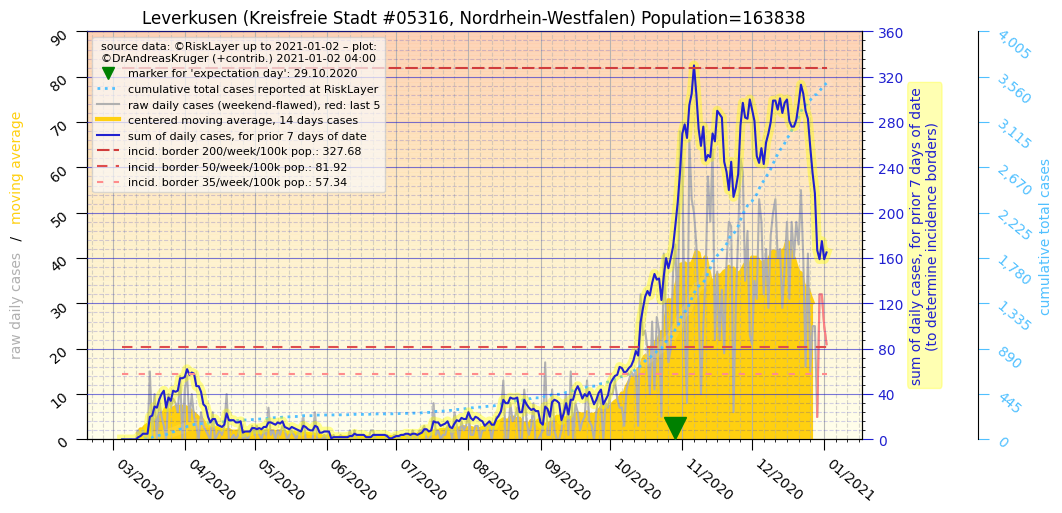 Leverkusen (Kreisfreie Stadt #05316, Nordrhein-Westfalen) Population=163838
source data: ©RiskLayer up to 2021-01-02 – plot:
©DrAndreasKruger (+contrib.) 2021-01-02 04:00
marker for 'expectation day': 29.10.2020
cumulative total cases reported at RiskLayer
raw daily cases (weekend-flawed), red: last 5
centered moving average, 14 days cases
sum of daily cases, for prior 7 days of date
incid. border 200/week/100k pop.: 327.68
incid. border 50/week/100k pop.: 81.92
incid. border 35/week/100k pop.: 57.34
raw daily cases / moving average
90
80
70
60
50
40
30
20
10
0
03/2020
04/2020
05/2020
06/2020
07/2020
08/2020
09/2020
10/2020
11/2020
12/2020
01/2021
360
320
280
240
200
160
120
80
40
0
sum of daily cases, for prior 7 days of date
(to determine incidence borders)
4,005
3,560
3,115
2,670
2,225
1,780
1,335
890
445
0
cumulative total cases